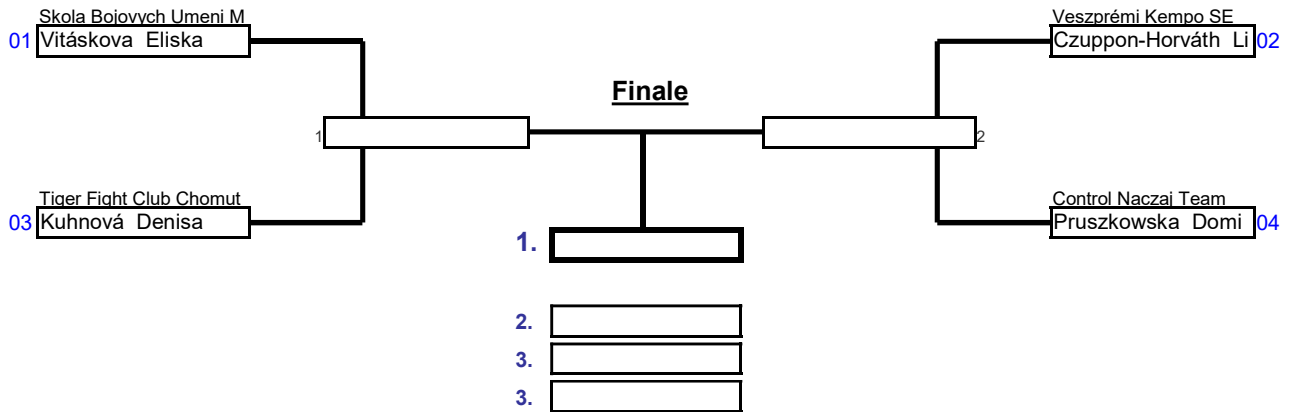 Skola Bojovych Umeni M
01 Vitáskova Eliska
Veszprémi Kempo SE
Czuppon-Horváth Li 02
Finale
1
2
Tiger Fight Club Chomut
03 Kuhnová Denisa
Control Naczaj Team
Pruszkowska Domi 04
1.
2.
3.
3.